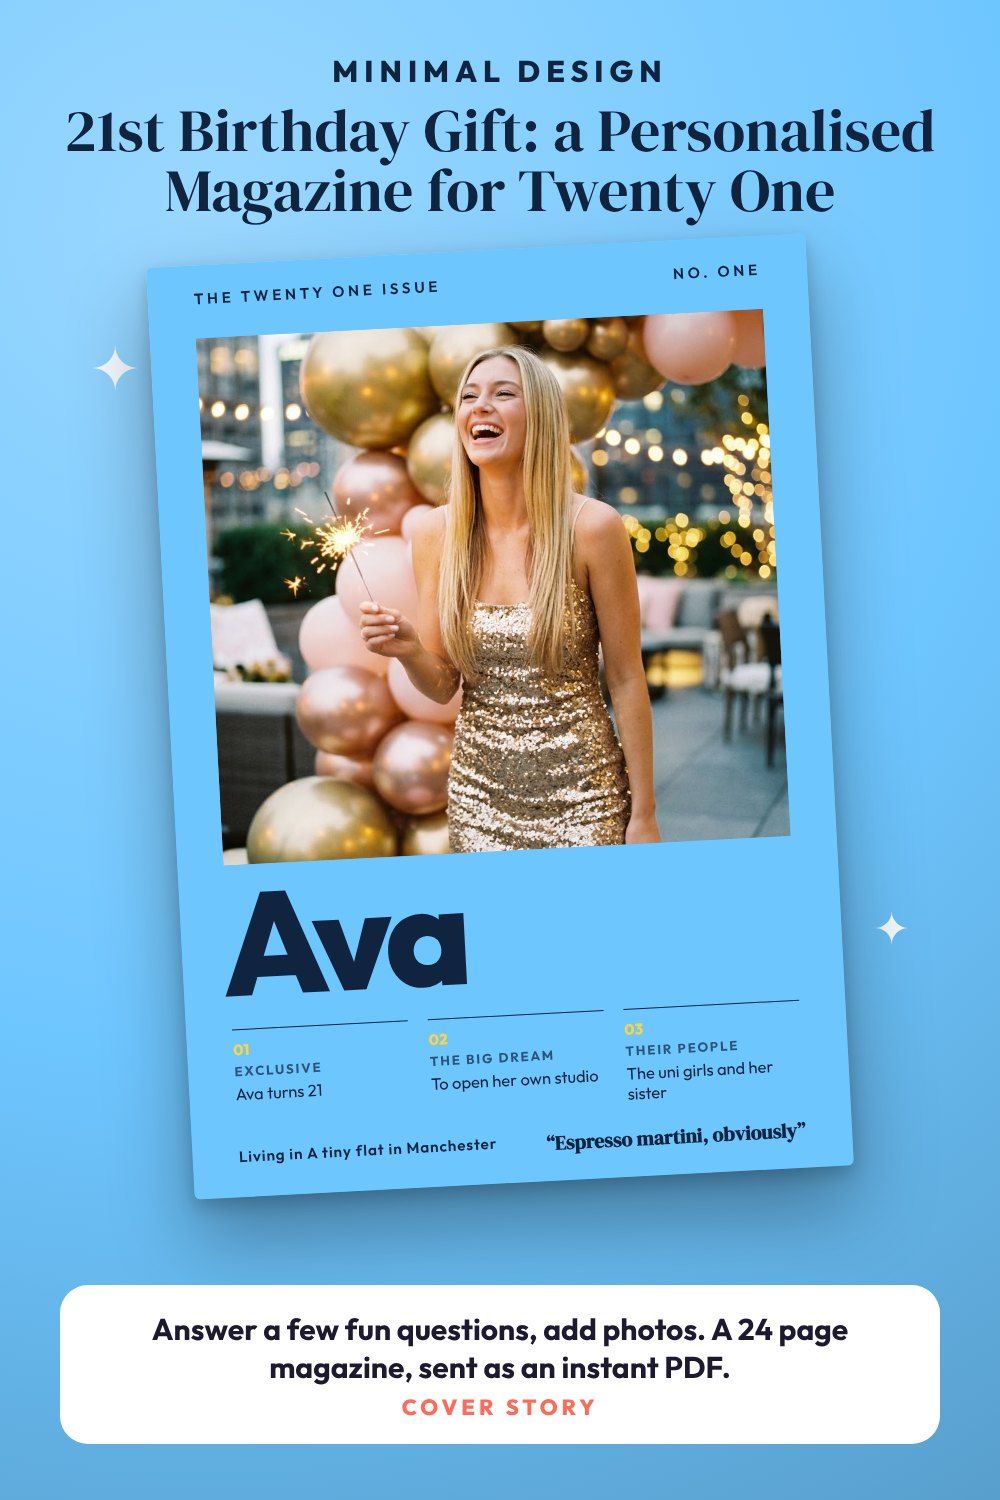 MINIMAL DESIGN
21st Birthday Gift: a Personalised
Magazine for Twenty One
THE TWENTY ONE ISSUE
NO. ONE
Ava
01
EXCLUSIVE
Ava turns 21
02
THE BIG DREAM
To open her own studio
03
THEIR PEOPLE
The uni girls and her
sister
Living in A tiny flat in Manchester
“Espresso martini, obviously”
Answer a few fun questions, add photos. A 24 page
magazine, sent as an instant PDF.
COVER STORY